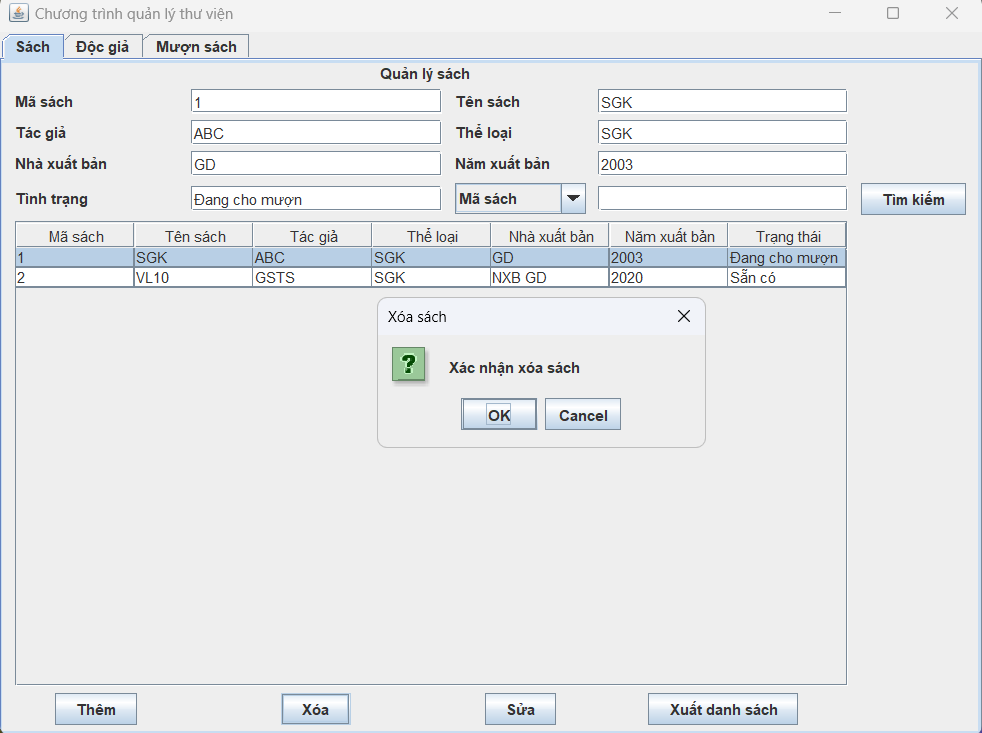 Chương trình quản lý thư viện
Sách Độc giả Mượn sách
Quản lý sách
Mã sách 1 Tên sách SGK
Tác giả ABC Thể loại SGK
Nhà xuất bản GD Năm xuất bản 2003
Tình trạng Đang cho mượn Mã sách Tìm kiếm
Mã sách Tên sách Tác giả Thể loại Nhà xuất bản Năm xuất bản Trạng thái
1 SGK ABC SGK GD 2003 Đang cho mượn
2 VL10 GSTS SGK NXB GD 2020 Sẵn có
Xóa sách
? Xác nhận xóa sách
OK Cancel
Thêm Xóa Sửa Xuất danh sách